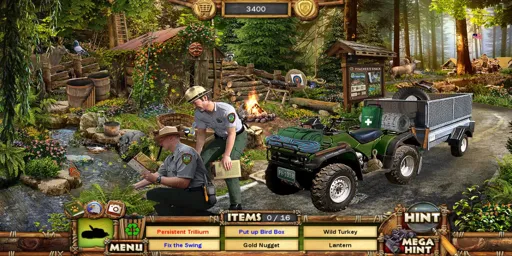 3400
ITEMS 0 / 16
HINT
Persistent Trillium
Put up Bird Box
Wild Turkey
MENU
Fix the Swing
Gold Nugget
Lantern
MEGA
HINT